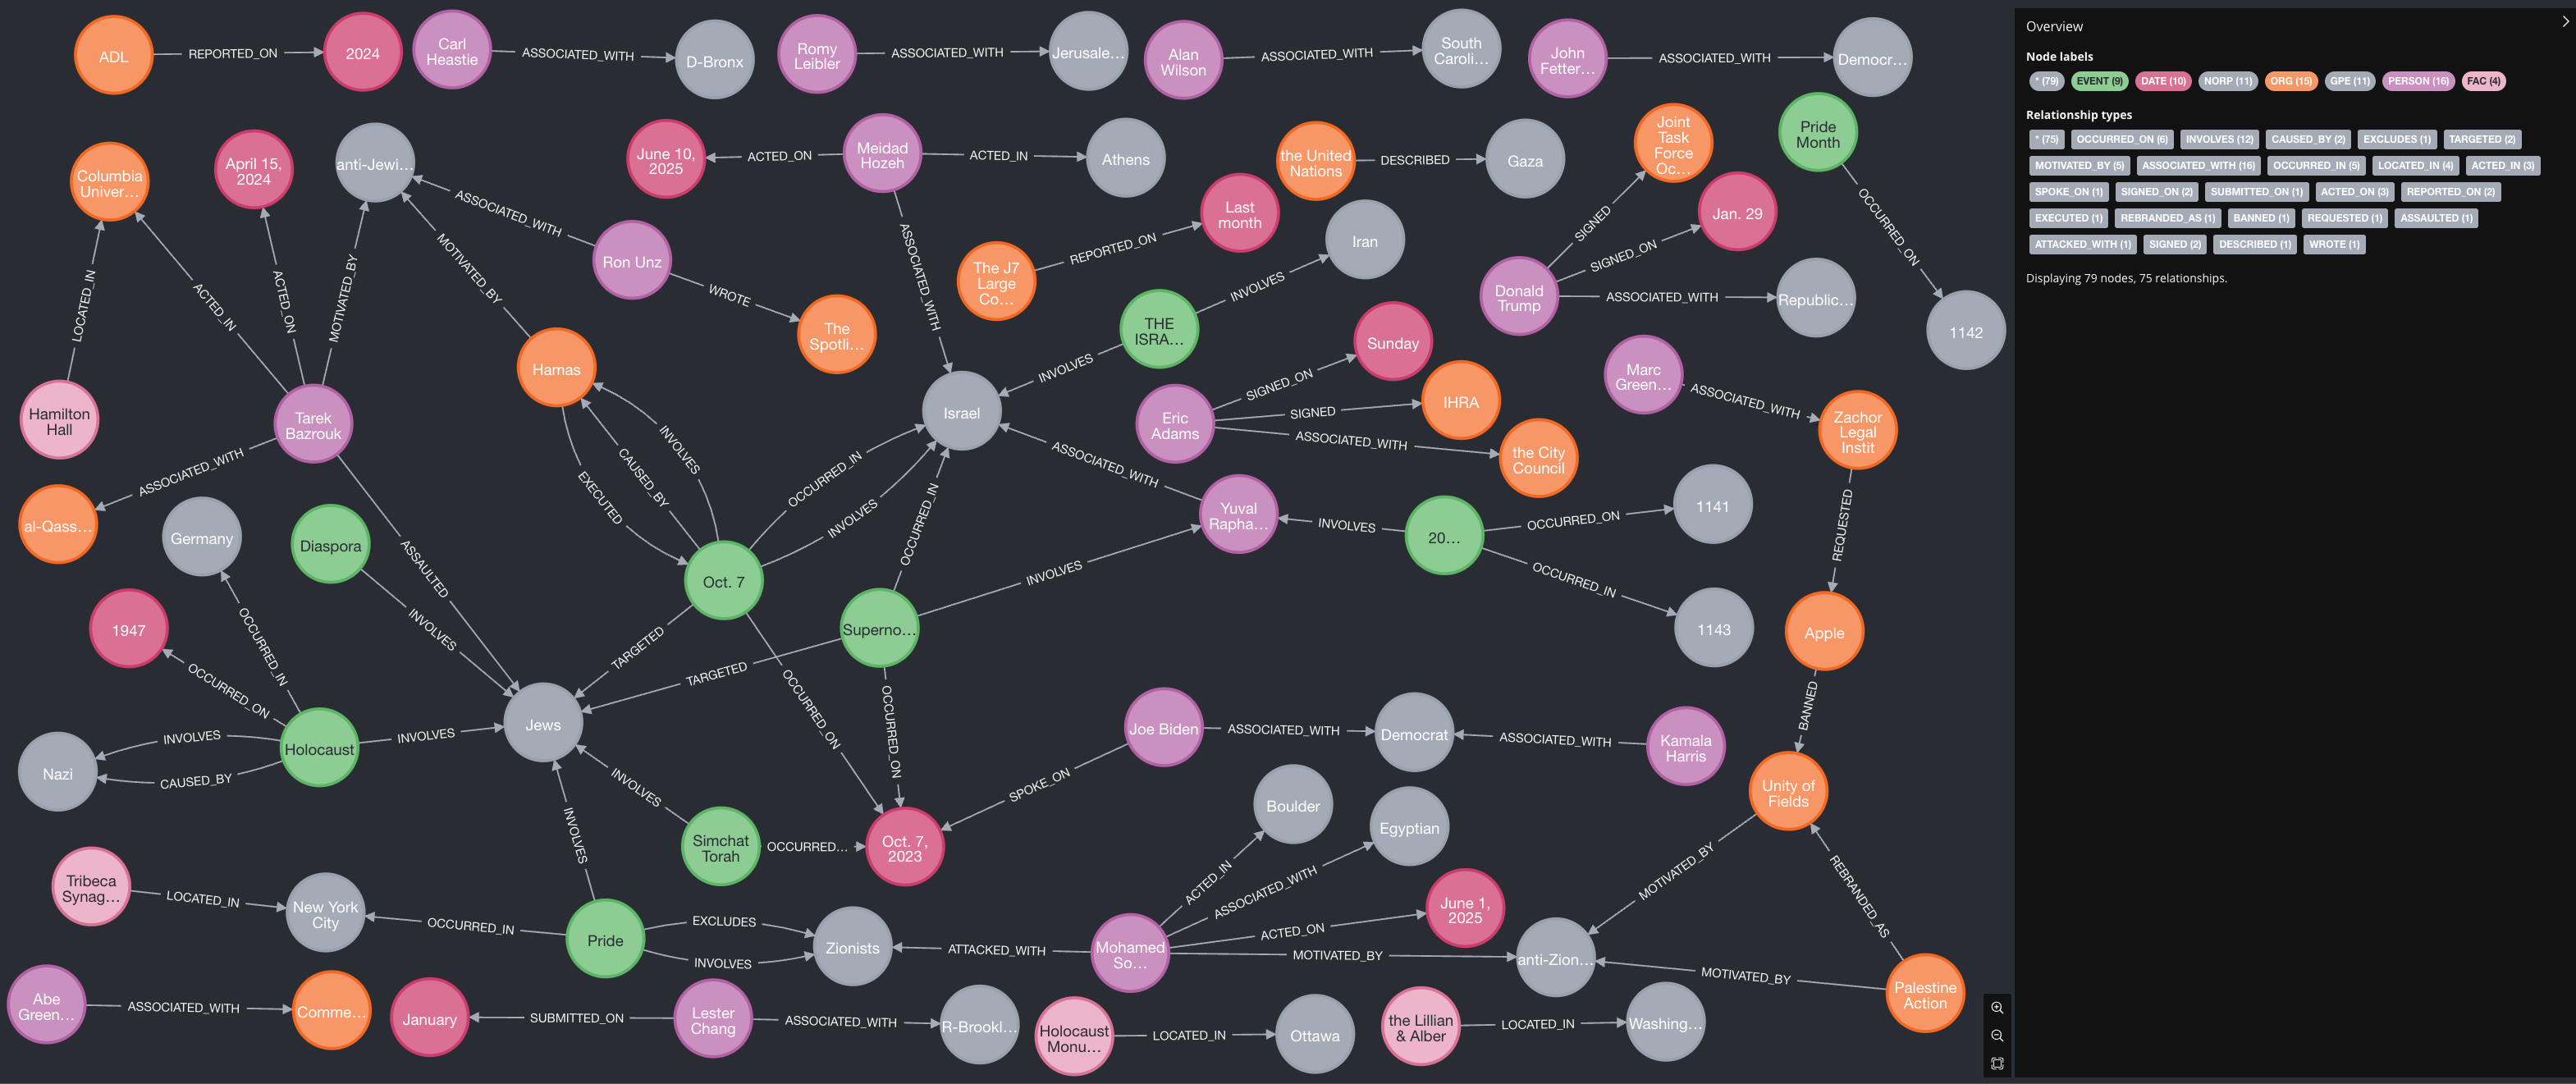 ADL
REPORTED_ON
2024
Carl
Heastie
ASSOCIATED_WITH
D-Bronx
Romy
Leibler
ASSOCIATED_WITH
Jerusale...
Alan
Wilson
ASSOCIATED_WITH
South
Caroli...
John
Fetter...
ASSOCIATED_WITH
Democr...
Columbia
Univer...
April 15,
2024
anti-Jewi...
June 10,
2025
ACTED_ON
Meidad
Hozeh
ACTED_IN
Athens
the United
Nations
DESCRIBED
Gaza
Joint
Task
Force
Oc...
Pride
Month
OCCURRED_ON
1142
ASSOCIATED_WITH
Ron Unz
WROTE
The
Spotli...
ASSOCIATED_WITH
Last
month
REPORTED_ON
The J7
Large
Co...
Iran
INVOLVES
THE
ISRA...
INVOLVES
SIGNED
Jan. 29
SIGNED_ON
Donald
Trump
ASSOCIATED_WITH
Republic...
LOCATED_IN
ACTED_IN
ACTED_ON
MOTIVATED_BY
MOTIVATED_BY
Hamas
Hamilton
Hall
Tarek
Bazrouk
Israel
Sunday
SIGNED_ON
Eric
Adams
SIGNED
IHRA
ASSOCIATED_WITH
the City
Council
Marc
Green...
ASSOCIATED_WITH
Zachor
Legal
Instit
ASSOCIATED_WITH
al-Qass...
Germany
Diaspora
ASSAULTED
INVOLVES
EXECUTED
CAUSED_BY
INVOLVES
OCCURRED_IN
INVOLVES
OCCURRED_IN
ASSOCIATED_WITH
Yuval
Rapha...
INVOLVES
20...
OCCURRED_ON
1141
OCCURRED_IN
1143
REQUESTED
Apple
Oct. 7
Superno...
INVOLVES
1947
OCCURRED_IN
OCCURRED_ON
Holocaust
INVOLVES
INVOLVES
CAUSED_BY
Nazi
Jews
TARGETED
TARGETED
OCCURRED_ON
OCCURRED_ON
Joe Biden
ASSOCIATED_WITH
Democrat
ASSOCIATED_WITH
Kamala
Harris
BANNED
Unity of
Fields
SPOKE_ON
INVOLVES
INVOLVES
Simchat
Torah
OCCURRED...
Oct. 7,
2023
Boulder
Egyptian
Tribeca
Synag...
LOCATED_IN
New York
City
OCCURRED_IN
Pride
EXCLUDES
INVOLVES
Zionists
ATTACKED_WITH
Mohamed
So...
ACTED_IN
ASSOCIATED_WITH
ACTED_ON
June 1,
2025
MOTIVATED_BY
anti-Zion...
MOTIVATED_BY
REBRANDED_AS
MOTIVATED_BY
Palestine
Action
Abe
Green...
ASSOCIATED_WITH
Comme...
January
SUBMITTED_ON
Lester
Chang
ASSOCIATED_WITH
R-Brookl...
Holocaust
Monu...
LOCATED_IN
Ottawa
the Lillian
& Alber
LOCATED_IN
Washing...
Overview
Node labels
* (79) EVENT (9) DATE (10) NORP (11) ORG (15) GPE (11) PERSON (16) FAC (4)
Relationship types
* (75) OCCURRED_ON (6) INVOLVES (12) CAUSED_BY (2) EXCLUDES (1) TARGETED (2)
MOTIVATED_BY (5) ASSOCIATED_WITH (16) OCCURRED_IN (5) LOCATED_IN (4) ACTED_IN (3)
SPOKE_ON (1) SIGNED_ON (2) SUBMITTED_ON (1) ACTED_ON (3) REPORTED_ON (2)
EXECUTED (1) REBRANDED_AS (1) BANNED (1) REQUESTED (1) ASSAULTED (1)
ATTACKED_WITH (1) SIGNED (2) DESCRIBED (1) WROTE (1)
Displaying 79 nodes, 75 relationships.